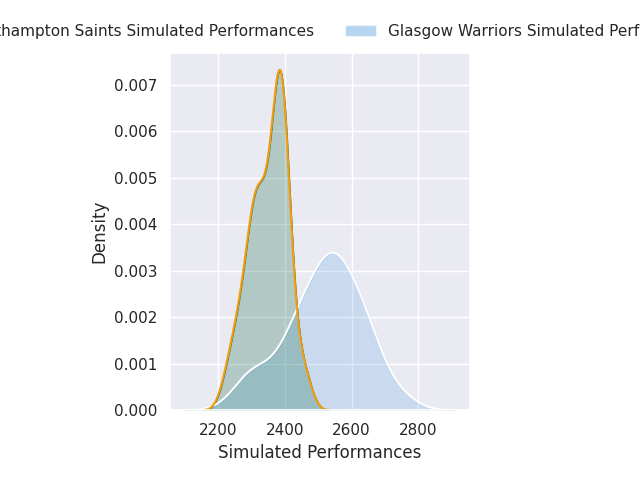 hampton Saints Simulated Performances Glasgow Warriors Simulated Perf
0.007
0.006
0.005
0.004
0.003
0.002
0.001
0.000
Density
2200 2400 2600 2800
Simulated Performances